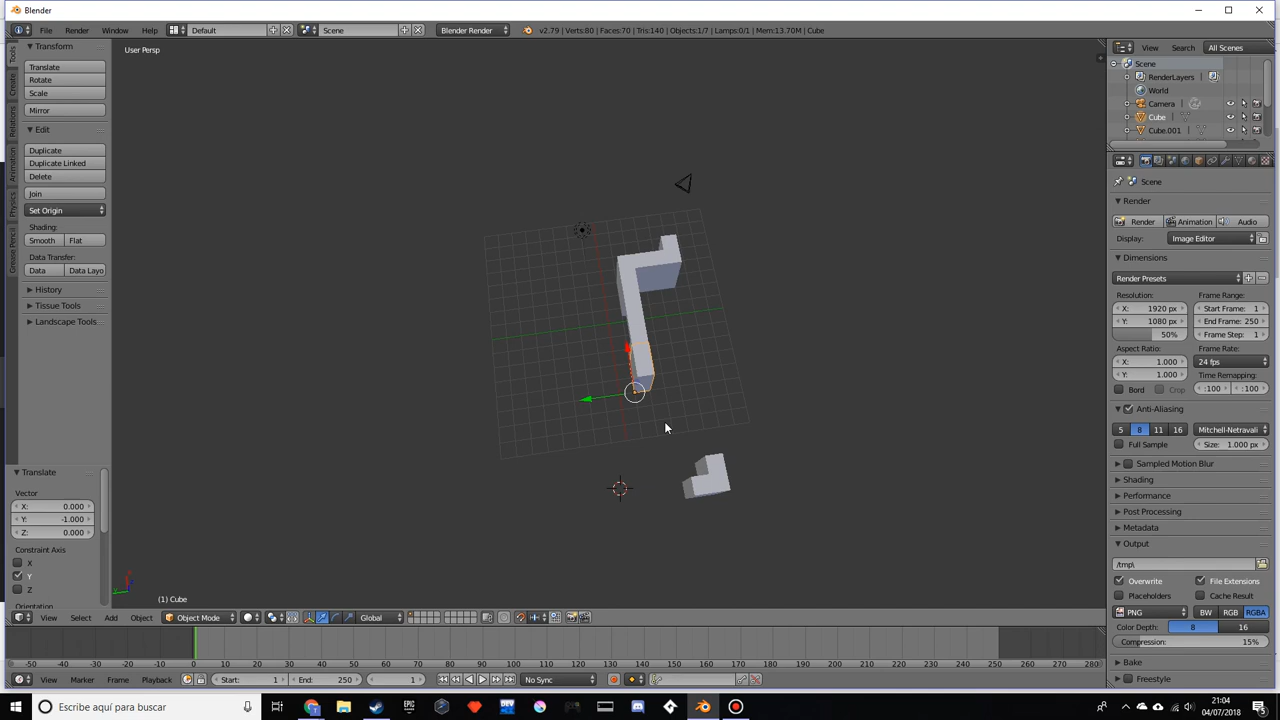 Blender
File Render Window Help Default Scene Blender Render v2.79 | Verts:80 | Faces:70 | Tris:140 | Objects:1/7 | Lamps:0/1 | Mem:13.70M | Cube
Tools
Create
Relations
Animation
Physics
Grease Pencil
Transform
Translate
Rotate
Scale
Mirror
Edit
Duplicate
Duplicate Linked
Delete
Join
Set Origin
Shading:
Smooth Flat
Data Transfer:
Data Data Layo
History
Tissue Tools
Landscape Tools
Translate
Vector
X: 0.000
Y: -1.000
Z: 0.000
Constraint Axis
X
Y
Z
Orientation
User Persp
(1) Cube
View Select Add Object Object Mode Global
-50 -40 -30 -20 -10 0 10 20 30 40 50 60 70 80 90 100 110 120 130 140 150 160 170 180 190 200 210 220 230 240 250 260 270 280
View Marker Frame Playback Start: 1 End: 250 1 No Sync
View Search All Scenes
Scene
RenderLayers
World
Camera
Cube
Cube.001
Scene
Render
Render Animation Audio
Display: Image Editor
Dimensions
Render Presets
Resolution: Frame Range:
X: 1920 px Start Frame: 1
Y: 1080 px End Frame: 250
50% Frame Step: 1
Aspect Ratio: Frame Rate:
X: 1.000 24 fps
Y: 1.000 Time Remapping:
Bord Crop :100 :100
Anti-Aliasing
5 8 11 16 Mitchell-Netravali
Full Sample Size: 1.000 px
Sampled Motion Blur
Shading
Performance
Post Processing
Metadata
Output
/tmp\
Overwrite File Extensions
Placeholders Cache Result
PNG BW RGB RGBA
Color Depth: 8 16
Compression: 15%
Bake
Freestyle
Escribe aquí para buscar
21:04
04/07/2018